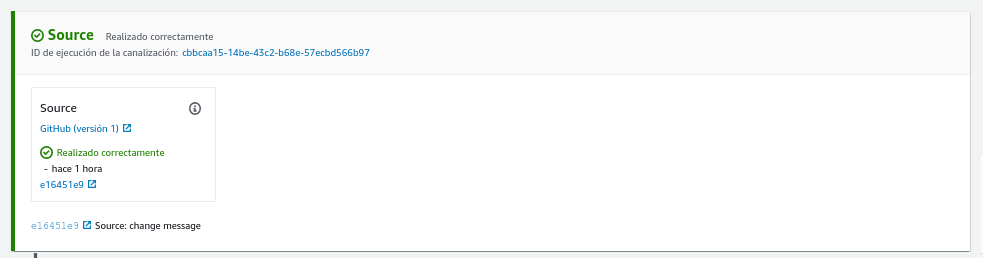 Source Realizado correctamente
ID de ejecución de la canalización: cbbcaa15-14be-43c2-b68e-57ecbd566b97
Source
GitHub (versión 1)
Realizado correctamente
- hace 1 hora
e16451e9
e16451e9 Source: change message